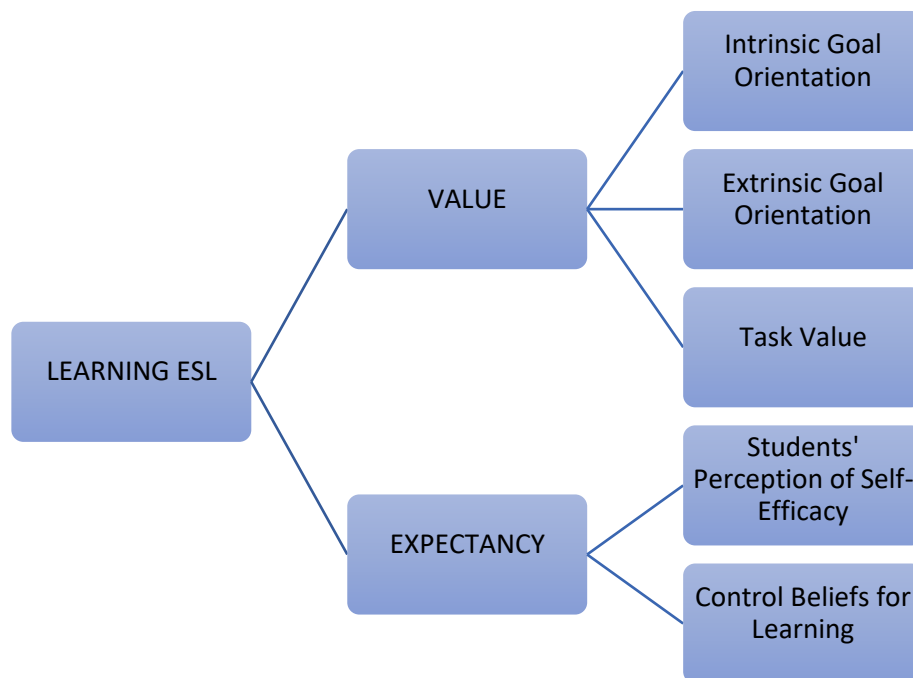 Intrinsic Goal
Orientation
VALUE
Extrinsic Goal
Orientation
Task Value
LEARNING ESL
Students'
Perception of Self-
Efficacy
EXPECTANCY
Control Beliefs for
Learning